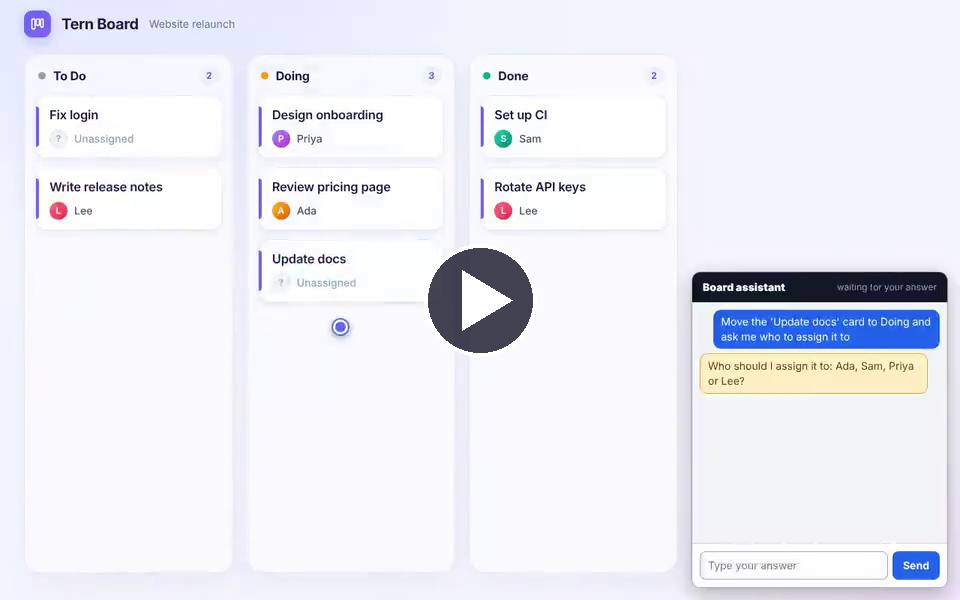 Tern Board Website relaunch
To Do 2
Fix login
? Unassigned
Write release notes
L Lee
Doing 3
Design onboarding
P Priya
Review pricing page
A Ada
Update docs
? Unassigned
Done 2
Set up CI
S Sam
Rotate API keys
L Lee
Board assistant waiting for your answer
Move the 'Update docs' card to Doing and
ask me who to assign it to
Who should I assign it to: Ada, Sam, Priya
or Lee?
Type your answer
Send